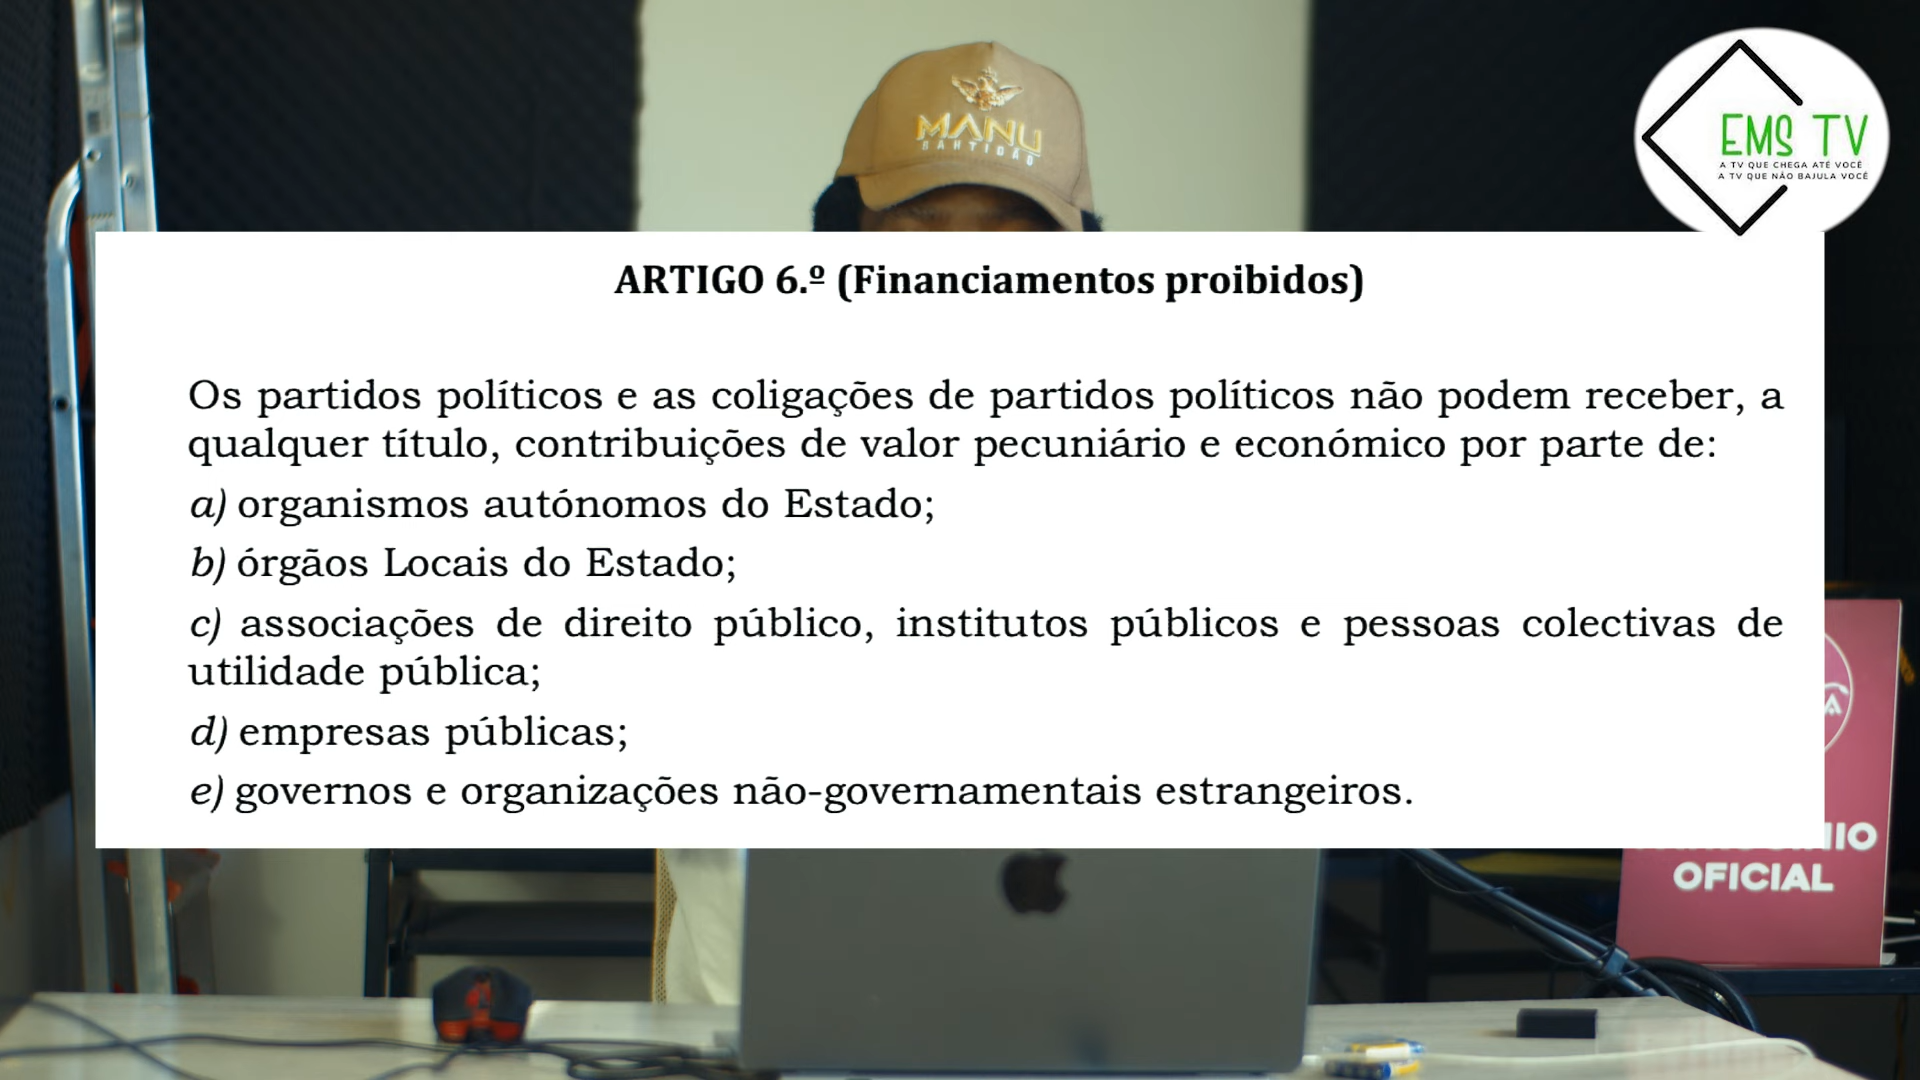 MANU
SANTIDÃO
EMS TV
A TV QUE CHEGA ATÉ VOCÊ
A TV QUE NÃO BAJULA VOCÊ
ARTIGO 6.º (Financiamentos proibidos)
Os partidos políticos e as coligações de partidos políticos não podem receber, a
qualquer título, contribuições de valor pecuniário e económico por parte de:
a) organismos autónomos do Estado;
b) órgãos Locais do Estado;
c) associações de direito público, institutos públicos e pessoas colectivas de
utilidade pública;
d) empresas públicas;
e) governos e organizações não-governamentais estrangeiros.
OFICIAL